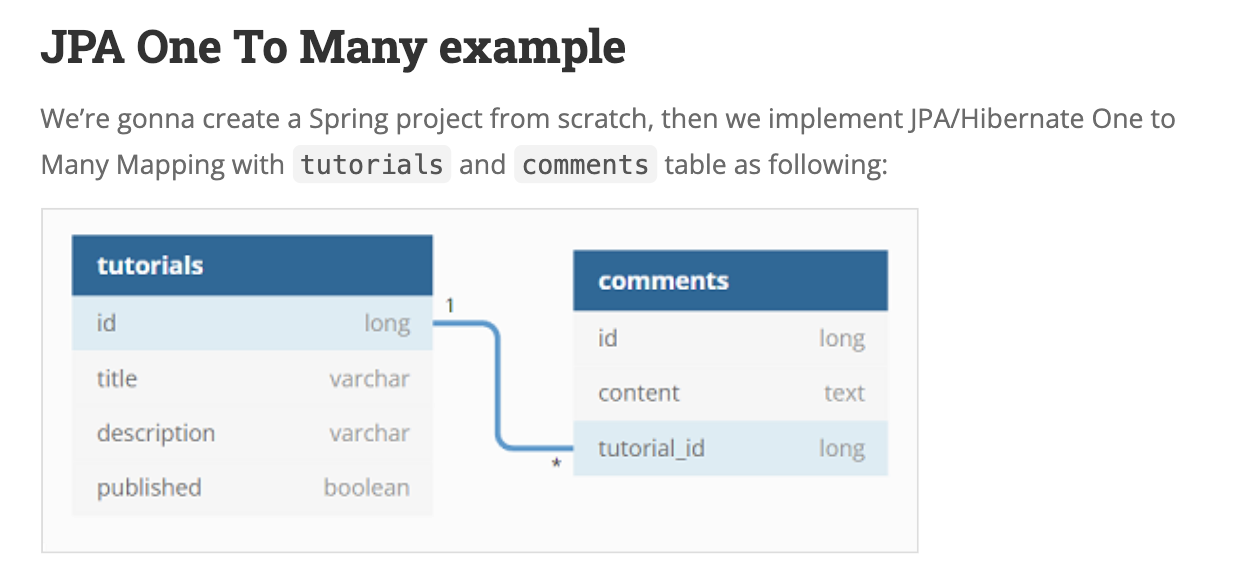 JPA One To Many example
We’re gonna create a Spring project from scratch, then we implement JPA/Hibernate One to
Many Mapping with tutorials and comments table as following:
tutorials
id long
title varchar
description varchar
published boolean
1
*
comments
id long
content text
tutorial_id long